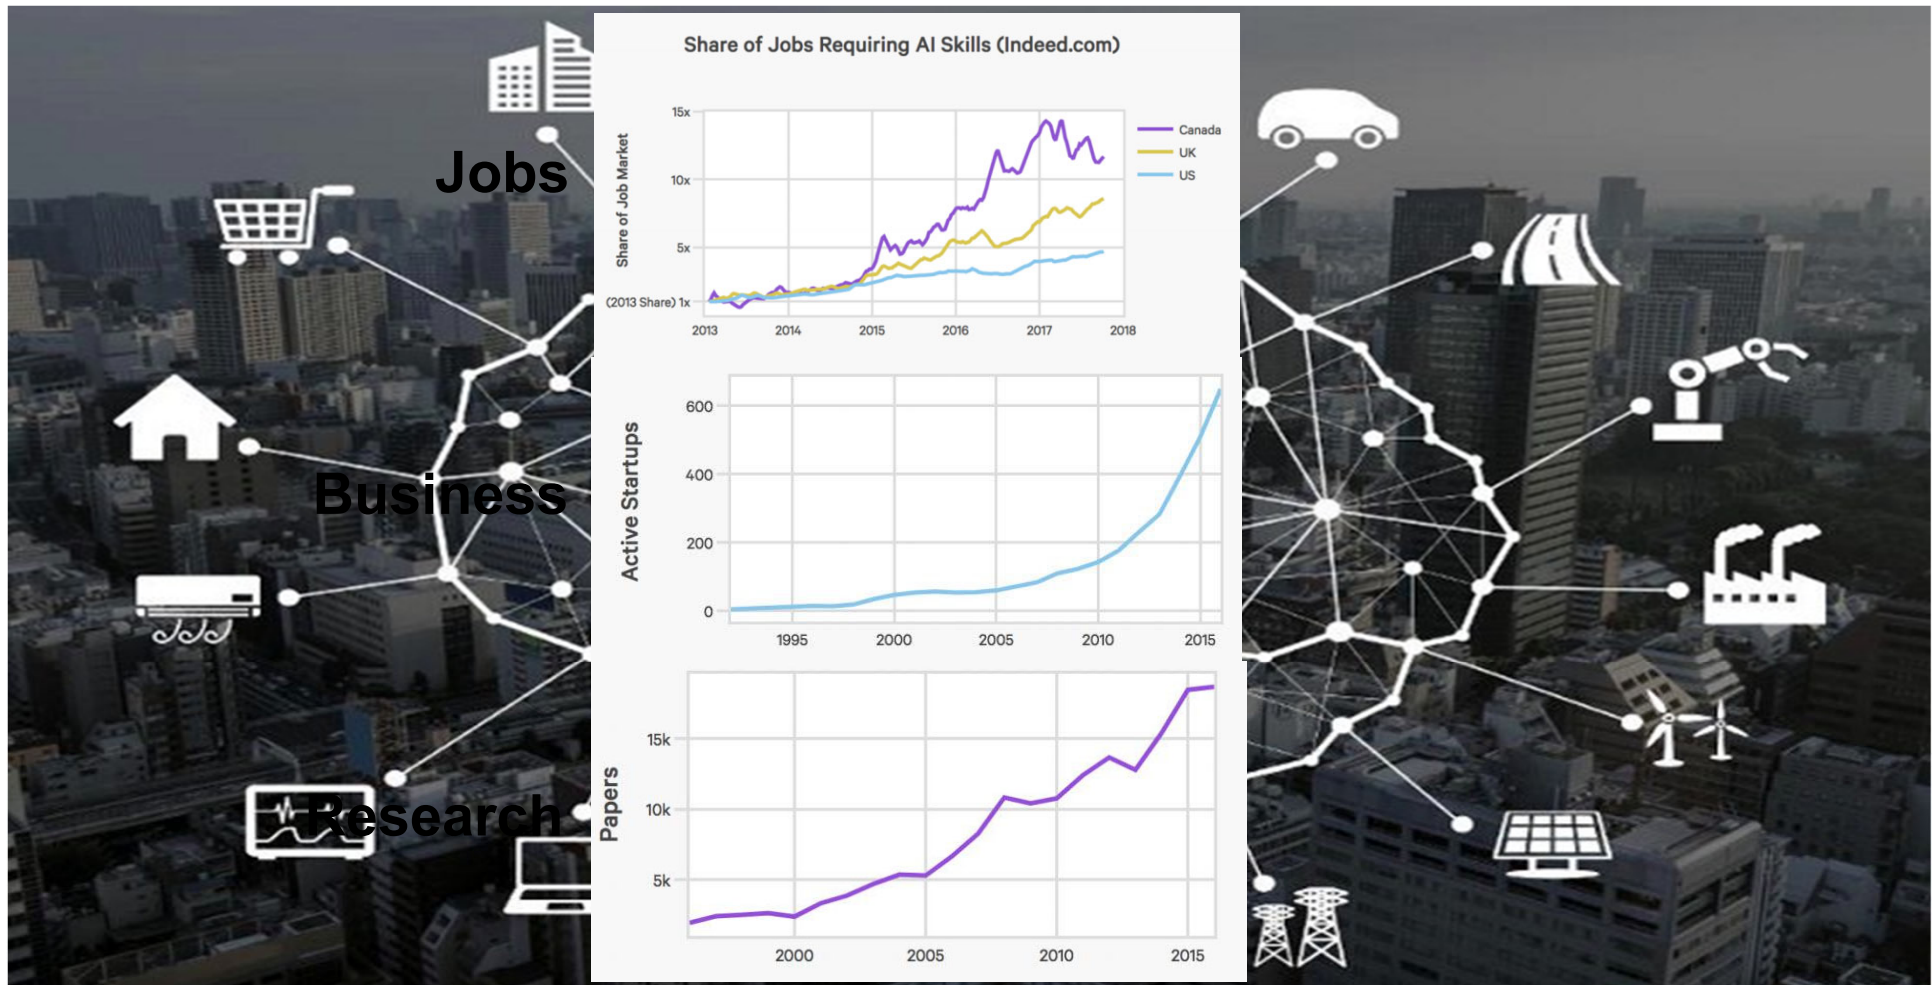 Share of Jobs Requiring AI Skills (Indeed.com)
Jobs
Share of Job Market
15x
10x
5x
(2013 Share) 1x
2013 2014 2015 2016 2017 2018
Canada
UK
US
Business
Active Startups
600
400
200
0
1995 2000 2005 2010 2015
Research
Papers
15k
10k
5k
2000 2005 2010 2015